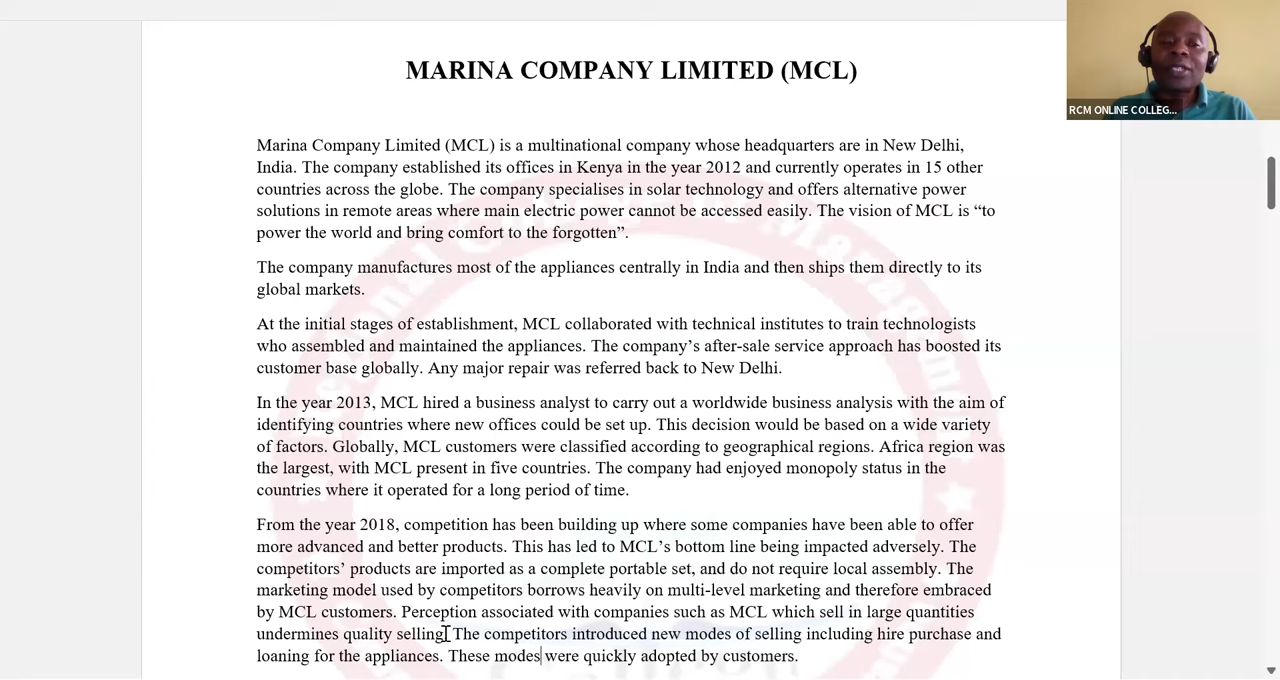 MARINA COMPANY LIMITED (MCL)
RCM ONLINE COLLEG...
Marina Company Limited (MCL) is a multinational company whose headquarters are in New Delhi,
India. The company established its offices in Kenya in the year 2012 and currently operates in 15 other
countries across the globe. The company specialises in solar technology and offers alternative power
solutions in remote areas where main electric power cannot be accessed easily. The vision of MCL is “to
power the world and bring comfort to the forgotten”.
The company manufactures most of the appliances centrally in India and then ships them directly to its
global markets.
At the initial stages of establishment, MCL collaborated with technical institutes to train technologists
who assembled and maintained the appliances. The company’s after-sale service approach has boosted its
customer base globally. Any major repair was referred back to New Delhi.
In the year 2013, MCL hired a business analyst to carry out a worldwide business analysis with the aim of
identifying countries where new offices could be set up. This decision would be based on a wide variety
of factors. Globally, MCL customers were classified according to geographical regions. Africa region was
the largest, with MCL present in five countries. The company had enjoyed monopoly status in the
countries where it operated for a long period of time.
From the year 2018, competition has been building up where some companies have been able to offer
more advanced and better products. This has led to MCL’s bottom line being impacted adversely. The
competitors’ products are imported as a complete portable set, and do not require local assembly. The
marketing model used by competitors borrows heavily on multi-level marketing and therefore embraced
by MCL customers. Perception associated with companies such as MCL which sell in large quantities
undermines quality selling. The competitors introduced new modes of selling including hire purchase and
loaning for the appliances. These modes were quickly adopted by customers.